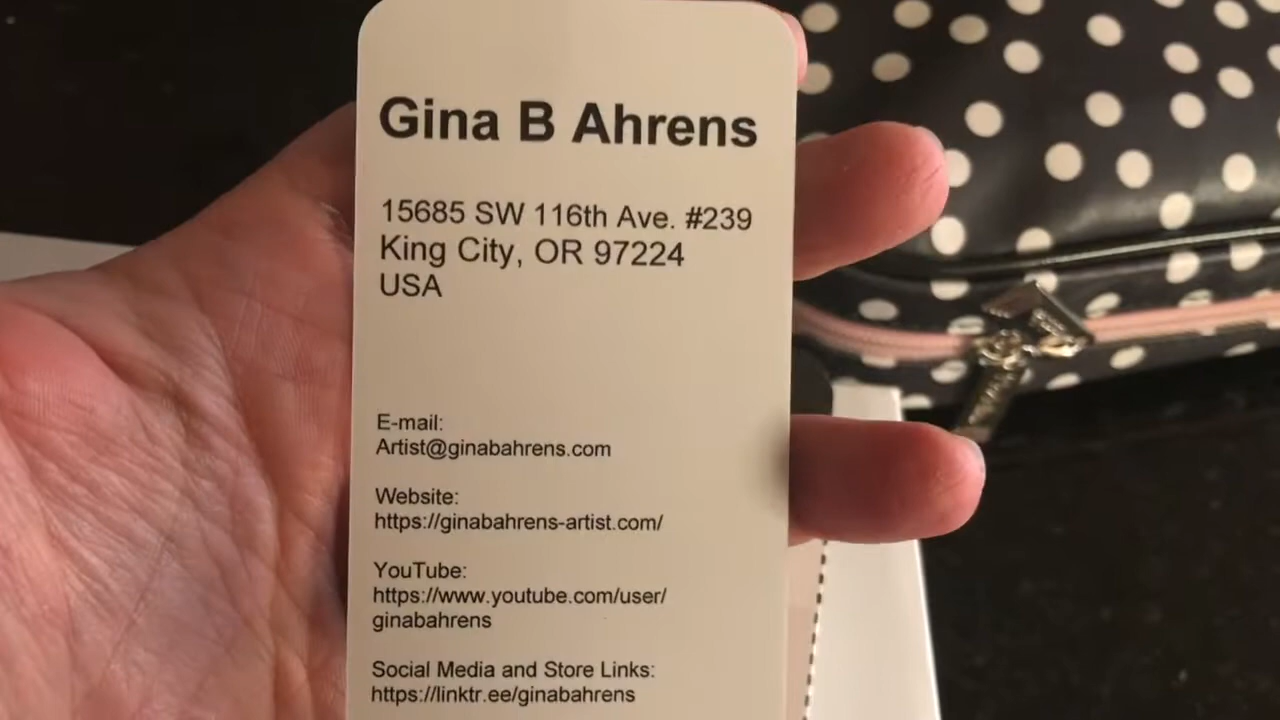 Gina B Ahrens
15685 SW 116th Ave. #239
King City, OR 97224
USA
E-mail:
Artist@ginabahrens.com
Website:
https://ginabahrens-artist.com/
YouTube:
https://www.youtube.com/user/
ginabahrens
Social Media and Store Links:
https://linktr.ee/ginabahrens